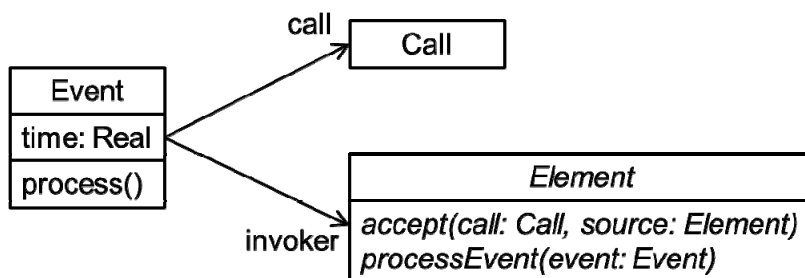 call
Call
Event
time: Real
process()
invoker
Element
accept(call: Call, source: Element)
processEvent(event: Event)